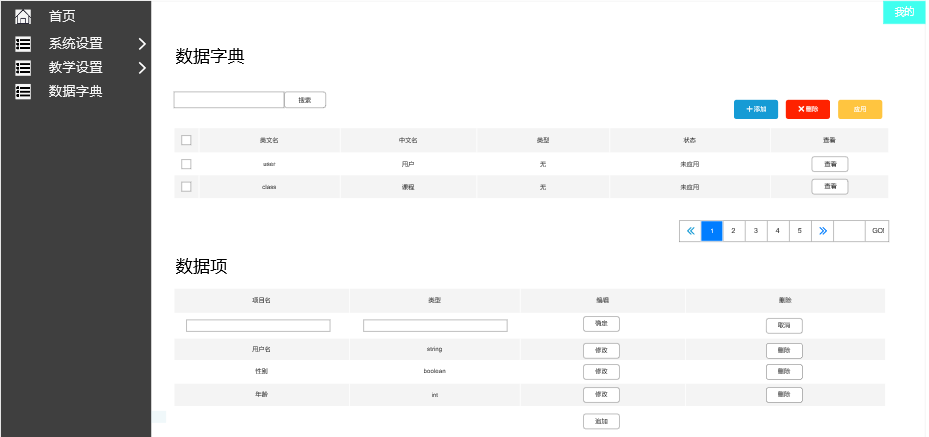 首页
我的
系统设置
教学设置
数据字典
数据字典
搜索
添加 删除 应用
类文名 中文名 类型 状态 查看
user 用户 无 未应用 查看
class 课程 无 未应用 查看
1 2 3 4 5 GO!
数据项
项目名 类型 编辑 删除
确定 取消
用户名 string 修改 删除
性别 boolean 修改 删除
年龄 int 修改 删除
追加